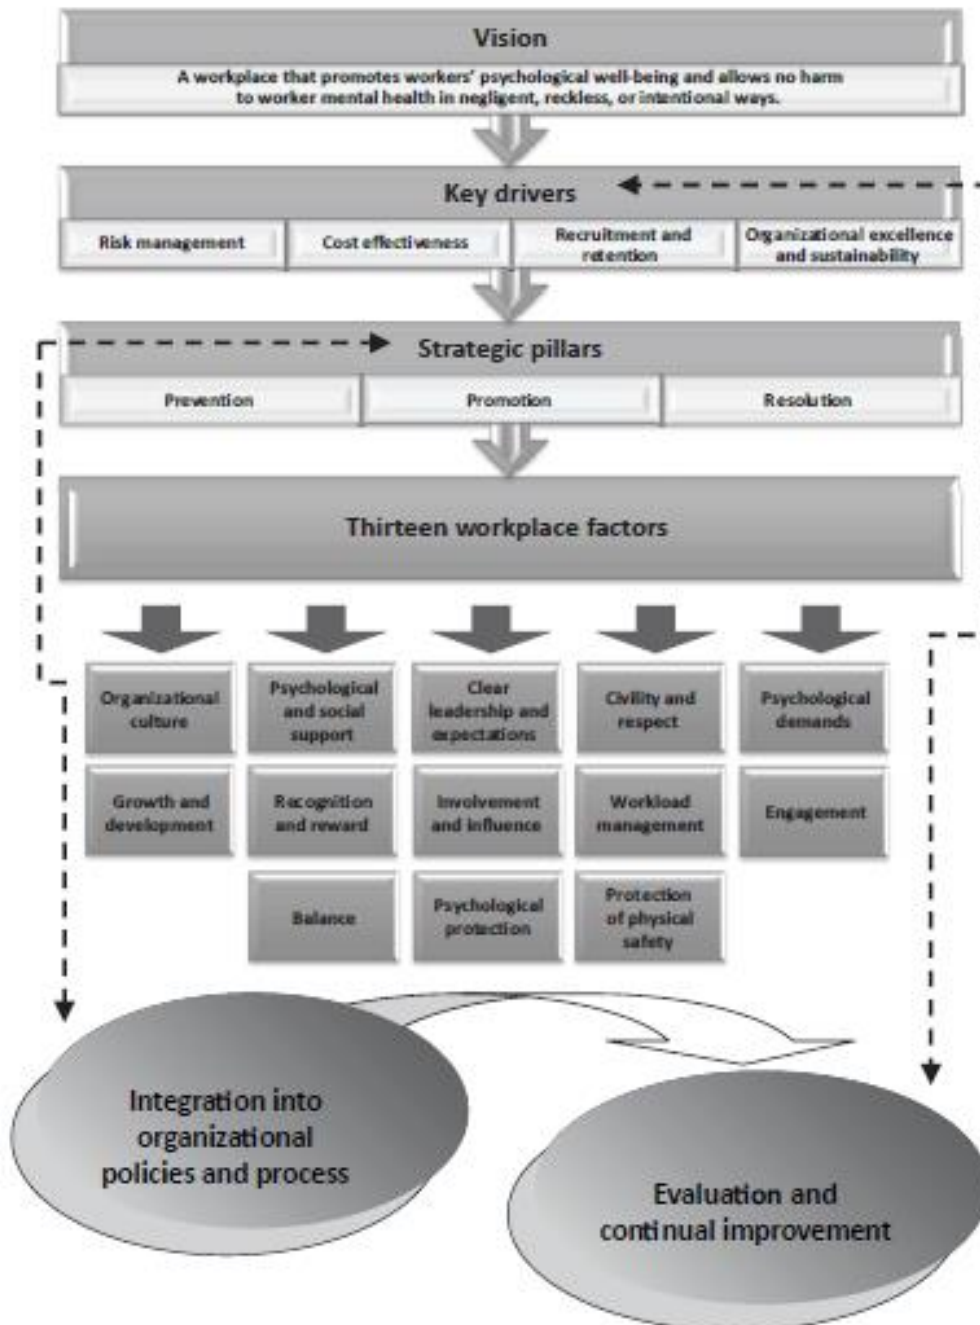 Vision
A workplace that promotes workers' psychological well-being and allows no harm
to worker mental health in negligent, reckless, or intentional ways.
Key drivers
Risk management
Cost effectiveness
Recruitment and
retention
Organizational excellence
and sustainability
Strategic pillars
Prevention
Promotion
Resolution
Thirteen workplace factors
Organizational
culture
Psychological
and social
support
Clear
leadership and
expectations
Civility and
respect
Psychological
demands
Growth and
development
Recognition
and reward
Involvement
and influence
Workload
management
Engagement
Balance
Psychological
protection
Protection
of physical
safety
Integration into
organizational
policies and process
Evaluation and
continual improvement